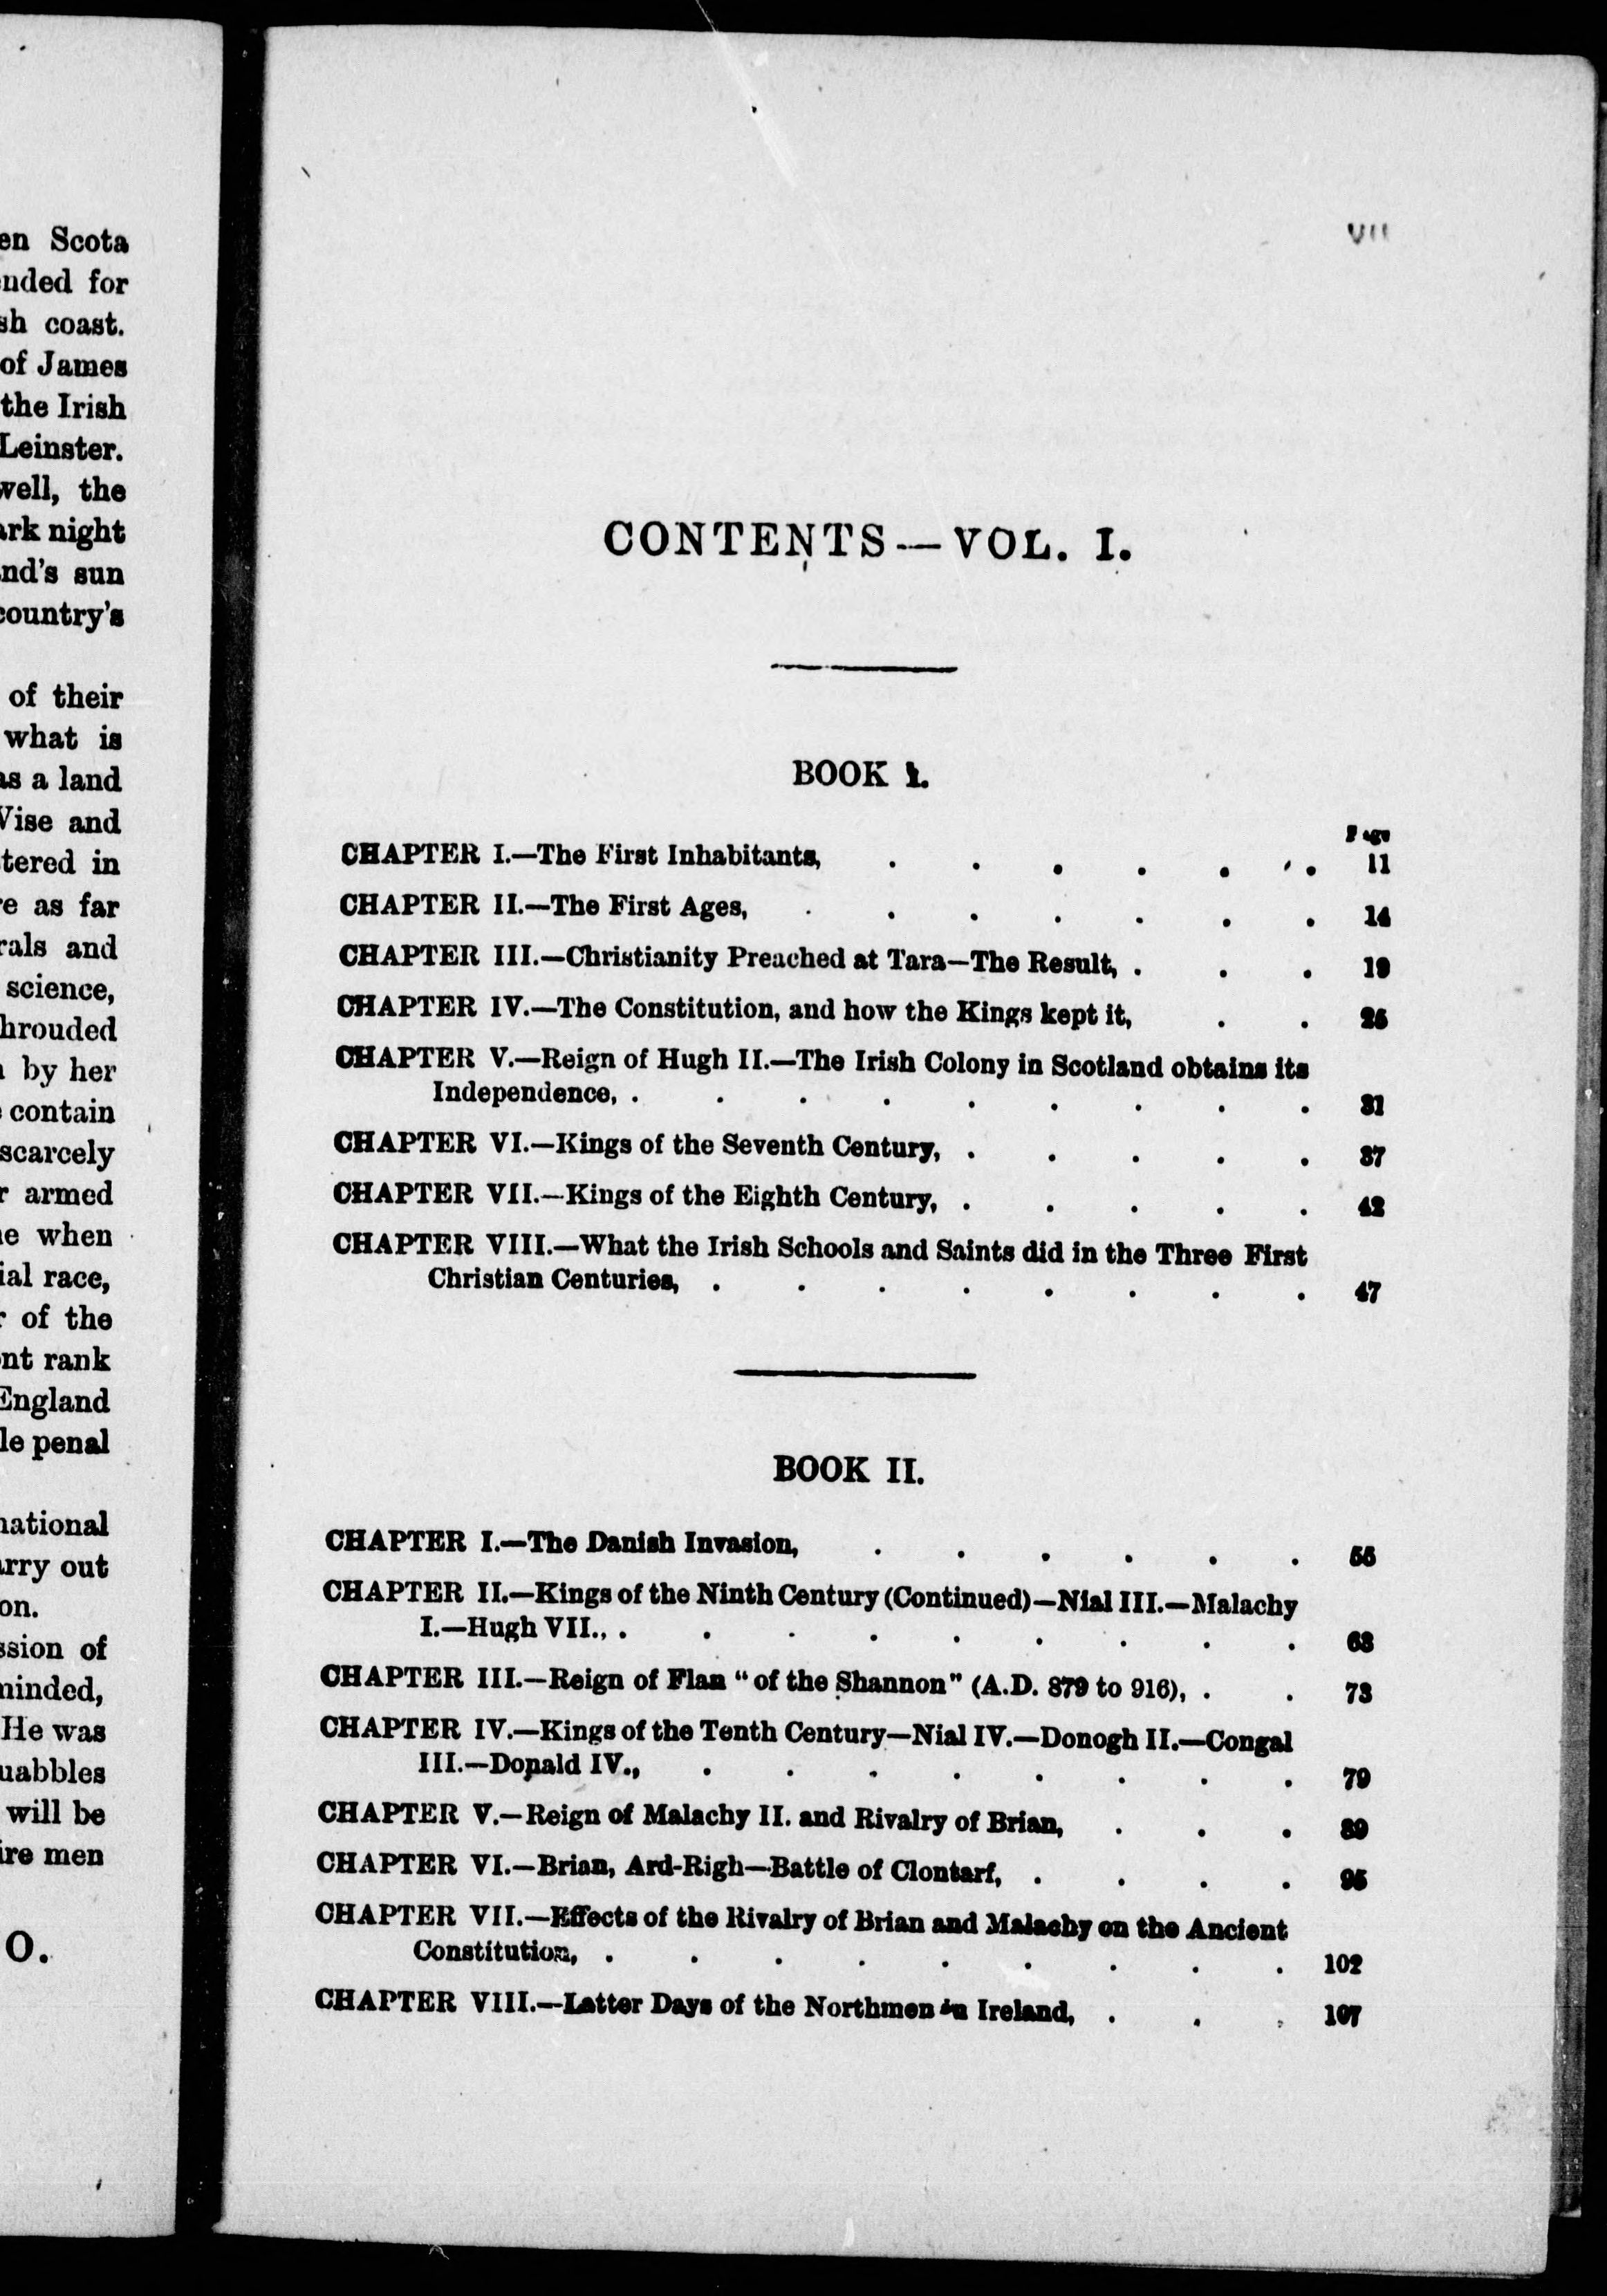 en Scota
nded for
sh coast.
of James
the Irish
Leinster.
well, the
ark night
nd's sun
country's
of their
what is
as a land
Wise and
tered in
e as far
rals and
science,
hrouded
by her
contain
scarcely
r armed
e when
ial race,
r of the
nt rank
England
le penal
national
arry out
on.
ssion of
minded,
He was
uabbles
will be
ire men
O.
VII
CONTENTS—VOL. I.
BOOK I.
Page
CHAPTER I.—The First Inhabitants, . . . . . . 11
CHAPTER II.—The First Ages, . . . . . . . 14
CHAPTER III.—Christianity Preached at Tara—The Result, . . . 19
CHAPTER IV.—The Constitution, and how the Kings kept it, . . 25
CHAPTER V.—Reign of Hugh II.—The Irish Colony in Scotland obtains its
Independence, . . . . . . . . . 31
CHAPTER VI.—Kings of the Seventh Century, . . . . . 37
CHAPTER VII.—Kings of the Eighth Century, . . . . . 42
CHAPTER VIII.—What the Irish Schools and Saints did in the Three First
Christian Centuries, . . . . . . . . 47
BOOK II.
CHAPTER I.—The Danish Invasion, . . . . . . 55
CHAPTER II.—Kings of the Ninth Century (Continued)—Nial III.—Malachy
I.—Hugh VII., . . . . . . . . . 63
CHAPTER III.—Reign of Flan "of the Shannon" (A.D. 879 to 916), . . 73
CHAPTER IV.—Kings of the Tenth Century—Nial IV.—Donogh II.—Congal
III.—Donald IV., . . . . . . . . 79
CHAPTER V.—Reign of Malachy II. and Rivalry of Brian, . . . 89
CHAPTER VI.—Brian, Ard-Righ—Battle of Clontarf, . . . . 95
CHAPTER VII.—Effects of the Rivalry of Brian and Malachy on the Ancient
Constitution, . . . . . . . . . 102
CHAPTER VIII.—Latter Days of the Northmen in Ireland, . . . 107